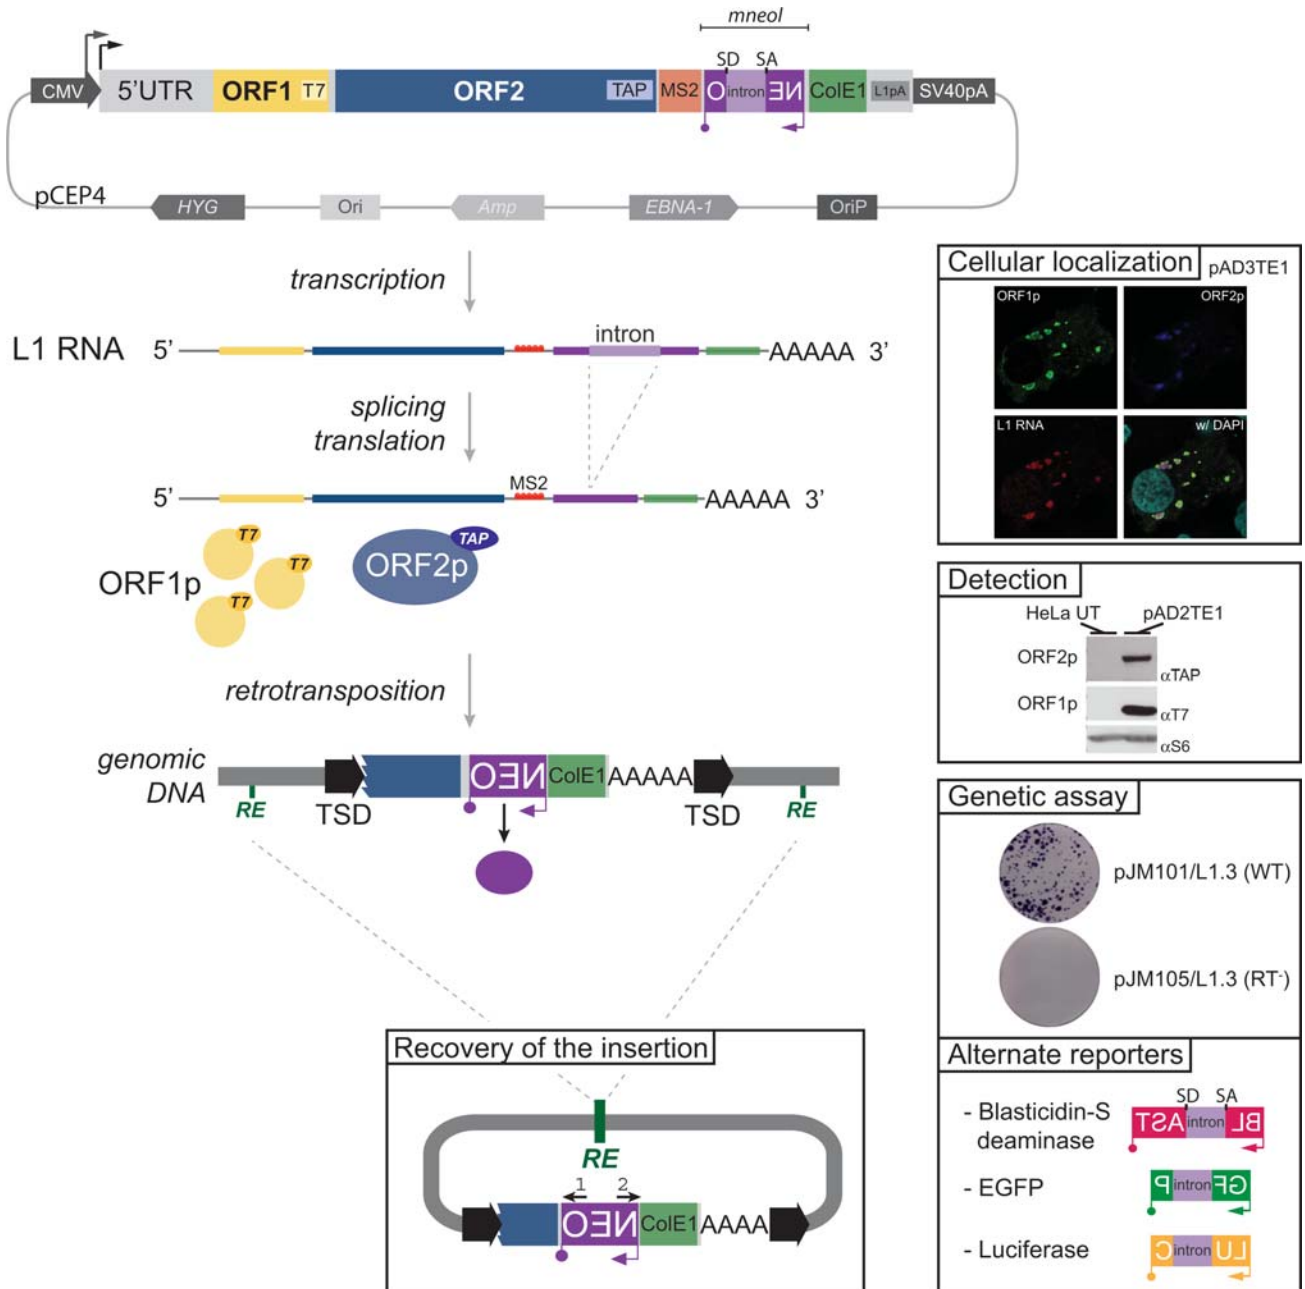 mneoI
SD SA
CMV 5'UTR ORF1 T7 ORF2 TAP MS2 O intron NE ColE1 L1pA SV40pA
pCEP4
HYG Ori Amp EBNA-1 OriP
transcription
L1 RNA 5' intron AAAAA 3'
splicing
translation
MS2
5' AAAAA 3'
T7
T7
T7
ORF1p
TAP
ORF2p
retrotransposition
genomic
DNA
NEO ColE1 AAAAA
RE TSD TSD RE
Recovery of the insertion
RE
1 2
NEO ColE1 AAAA
Cellular localization pAD3TE1
ORF1p ORF2p
L1 RNA w/ DAPI
Detection
HeLa UT pAD2TE1
ORF2p
αTAP
ORF1p
αT7
αS6
Genetic assay
pJM101/L1.3 (WT)
pJM105/L1.3 (RT-)
Alternate reporters
SD SA
- Blasticidin-S
deaminase
AST intron BL
- EGFP
P intron GF
- Luciferase
C intron LU